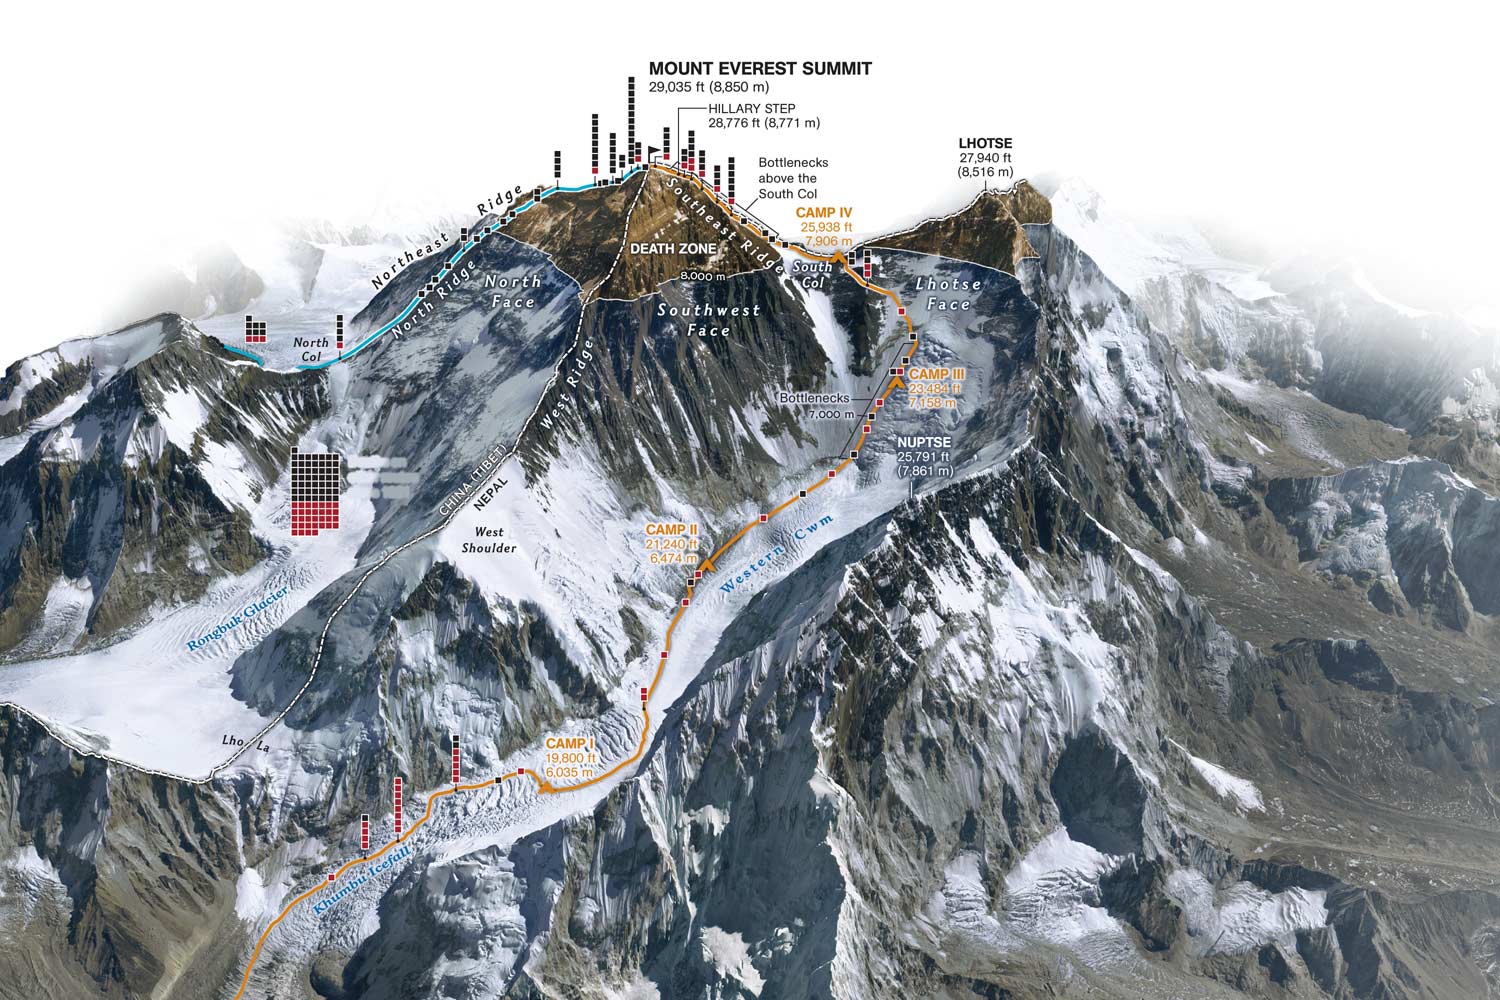 MOUNT EVEREST SUMMIT
29,035 ft (8,850 m)
HILLARY STEP
28,776 ft (8,771 m)
LHOTSE
27,940 ft
(8,516 m)
Bottlenecks
above the
South Col
Northeast Ridge
North Ridge
Southeast Ridge
CAMP IV
25,938 ft
7,906 m
DEATH ZONE
8,000 m
South
Col
North
Face
Southwest
Face
Lhotse
Face
North
Col
West Ridge
CAMP III
23,484 ft
7,158 m
Bottlenecks
7,000 m
NUPTSE
25,791 ft
(7,861 m)
CHINA (TIBET)
NEPAL
West
Shoulder
CAMP II
21,240 ft
6,474 m
Western Cwm
Rongbuk Glacier
Lho La
CAMP I
19,800 ft
6,035 m
Khumbu Icefall